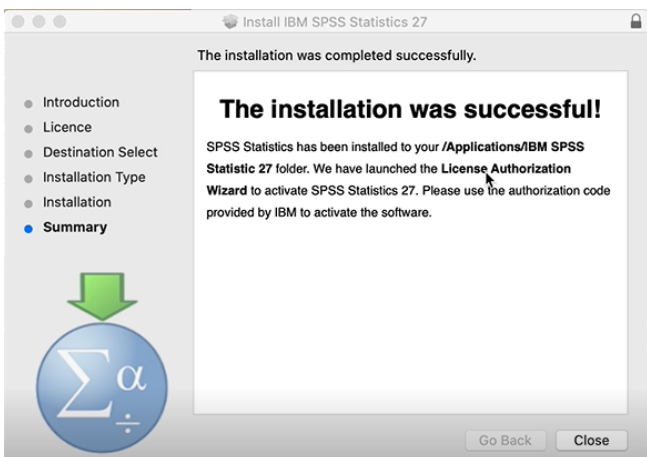 Install IBM SPSS Statistics 27
The installation was completed successfully.
Introduction
Licence
Destination Select
Installation Type
Installation
Summary
The installation was successful!
SPSS Statistics has been installed to your /Applications/IBM SPSS
Statistic 27 folder. We have launched the License Authorization
Wizard to activate SPSS Statistics 27. Please use the authorization code
provided by IBM to activate the software.
Σα
÷
Go Back
Close